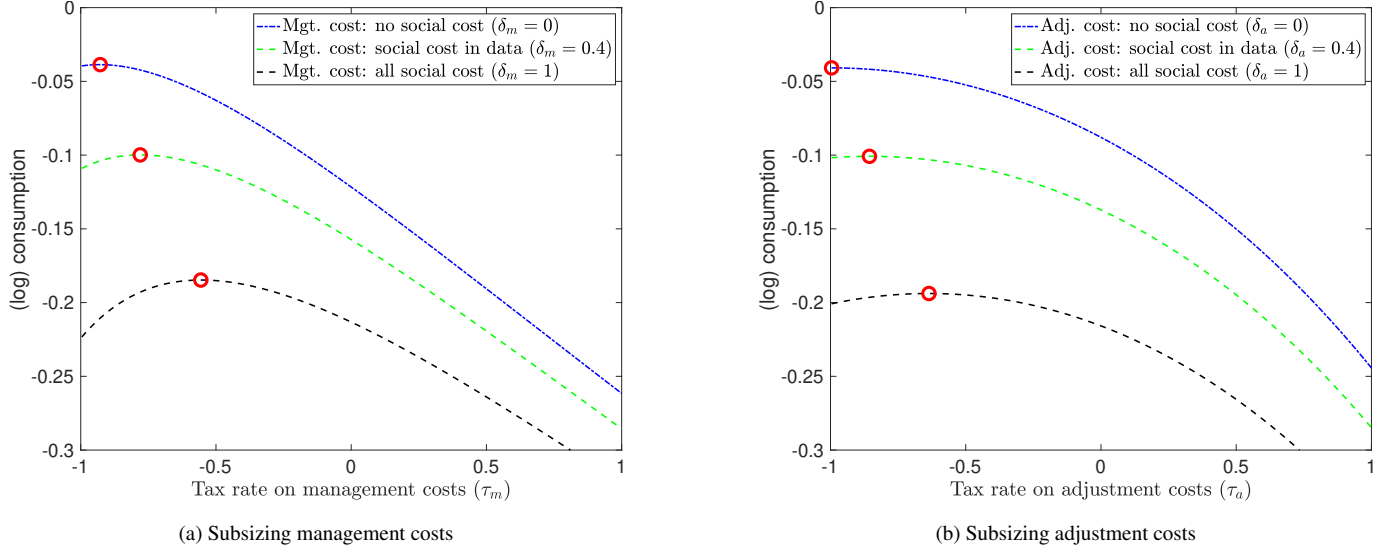 -0
-0.05
-0.1
-0.15
-0.2
-0.25
-0.3
(log) consumption
Mgt. cost: no social cost (δm = 0)
Mgt. cost: social cost in data (δm = 0.4)
Mgt. cost: all social cost (δm = 1)
-1
-0.5
0
0.5
1
Tax rate on management costs (τm)
(a) Subsizing management costs
-0
-0.05
-0.1
-0.15
-0.2
-0.25
-0.3
(log) consumption
Adj. cost: no social cost (δa = 0)
Adj. cost: social cost in data (δa = 0.4)
Adj. cost: all social cost (δa = 1)
-1
-0.5
0
0.5
1
Tax rate on adjustment costs (τa)
(b) Subsizing adjustment costs